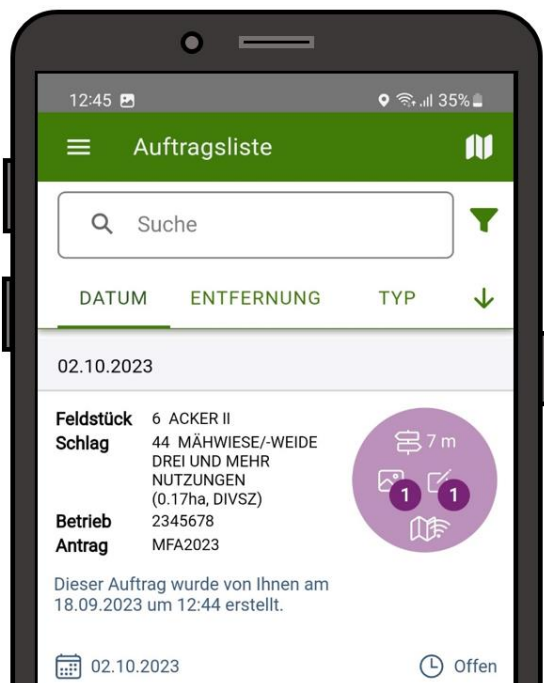 12:45 35%
Auftragsliste
Suche
DATUM ENTFERNUNG TYP
02.10.2023
Feldstück 6 ACKER II
Schlag 44 MÄHWIESE/-WEIDE
DREI UND MEHR
NUTZUNGEN
(0.17ha, DIVSZ)
7 m
1 1
Betrieb 2345678
Antrag MFA2023
Dieser Auftrag wurde von Ihnen am
18.09.2023 um 12:44 erstellt.
02.10.2023 Offen